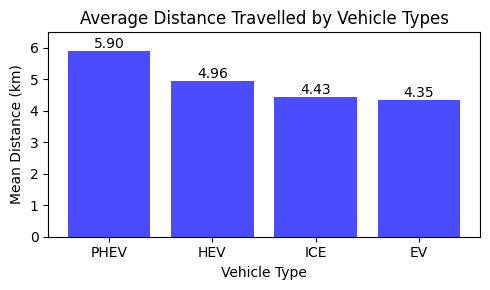 Average Distance Travelled by Vehicle Types
Mean Distance (km)
6
5
4
3
2
1
0
5.90
4.96
4.43
4.35
PHEV
HEV
ICE
EV
Vehicle Type